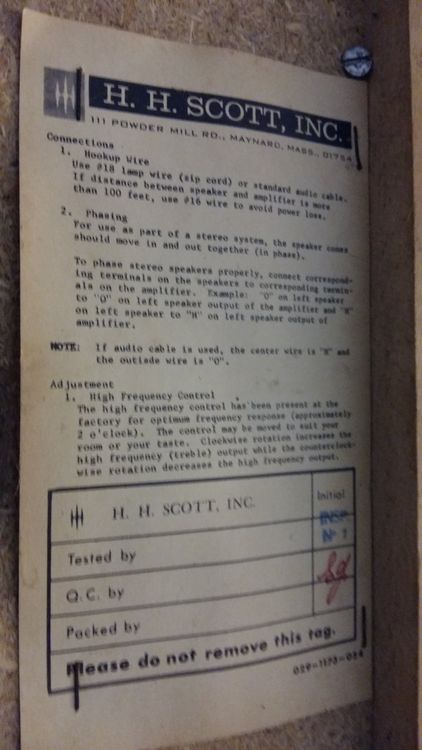 H. H. SCOTT, INC.
111 POWDER MILL RD., MAYNARD, MASS., 01754
Connections
1. Hookup Wire
Use #18 lamp wire (zip cord) or standard audio cable.
If distance between speaker and amplifier is more
than 100 feet, use #16 wire to avoid power loss.
2. Phasing
For use as part of a stereo system, the speaker cones
should move in and out together (in phase).
To phase stereo speakers properly, connect correspond-
ing terminals on the speakers to corresponding termin-
als on the amplifier. Example: "O" on left speaker
to "O" on left speaker output of the amplifier and "N"
on left speaker to "N" on left speaker output of
amplifier.
NOTE: If audio cable is used, the center wire is "N" and
the outside wire is "O".
Adjustment
1. High Frequency Control
The high frequency control has been present at the
factory for optimum frequency response (approximately
2 o'clock). The control may be moved to suit your
room or your taste. Clockwise rotation increases the
high frequency (treble) output while the counterclock-
wise rotation decreases the high frequency output.
H. H. SCOTT, INC.
Initial
Tested by
INSP.
Nº 7
Q.C. by
Packed by
Please do not remove this tag.